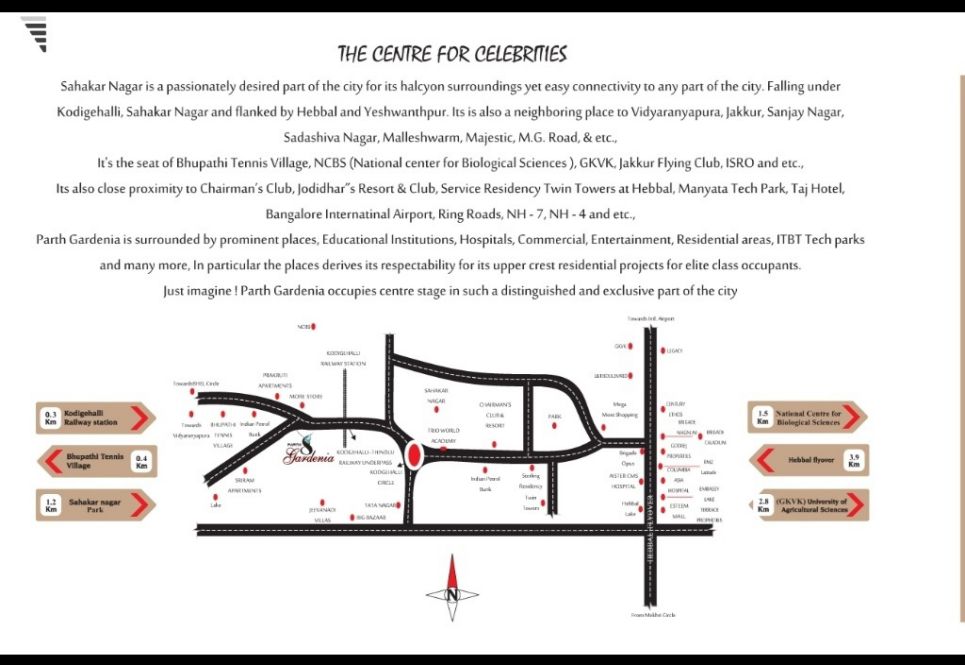 THE CENTRE FOR CELEBRITIES
Sahakar Nagar is a passionately desired part of the city for its halcyon surroundings yet easy connectivity to any part of the city. Falling under
Kodigehalli, Sahakar Nagar and flanked by Hebbal and Yeshwanthpur. Its is also a neighboring place to Vidyaranyapura, Jakkur, Sanjay Nagar,
Sadashiva Nagar, Malleshwarm, Majestic, M.G. Road, & etc.,
It's the seat of Bhupathi Tennis Village, NCBS (National center for Biological Sciences ), GKVK, Jakkur Flying Club, ISRO and etc.,
Its also close proximity to Chairman's Club, Jodidhar"s Resort & Club, Service Residency Twin Towers at Hebbal, Manyata Tech Park, Taj Hotel,
Bangalore Internatinal Airport, Ring Roads, NH - 7, NH - 4 and etc.,
Parth Gardenia is surrounded by prominent places, Educational Institutions, Hospitals, Commercial, Entertainment, Residential areas, ITBT Tech parks
and many more, In particular the places derives its respectability for its upper crest residential projects for elite class occupants.
Just imagine ! Parth Gardenia occupies centre stage in such a distinguished and exclusive part of the city
Towards Intl. Airport
NCBS
GKVK
LEGACY
KODIGEHALLI
RAILWAY STATION
PRAKRUTI
APARTMENTS
Towards BHEL Circle
MORE STORE
SAHAKAR
NAGAR
CHAIRMAN'S
CLUB &
RESORT
PARK
Mega
Mart Shopping
CENTURY
ETHOS
BRIGADE
MAGNUM
BRIGADE
CALADIUM
0.3
Km
Kodigehalli
Railway station
Towards
Vidyaranyapura
BHUPATHI
TENNIS
VILLAGE
Indian Petrol
Bunk
PARTH
Gardenia
KODIGEHALLI-THINDLU
RAILWAY UNDERPASS
KODIGEHALLI
CIRCLE
TRIO WORLD
ACADEMY
GODREJ
PROPERTIES
1.5
Km
National Centre for
Biological Sciences
Bhupathi Tennis
Village
0.4
Km
Brigade
Opus
COLUMBIA
ASIA
HOSPITAL
Hebbal flyover
3.9
Km
SRIRAM
APARTMENTS
Indian Petrol
Bunk
Sterling
Residency
Twin
Towers
ASTER CMS
HOSPITAL
EMBASSY
LAKE
TERRACE
PROPHETIES
1.2
Km
Sahakar nagar
Park
Lake
JEEVANADI
VILLAS
TATA NAGAR
BIG BAZAAR
Hebbal
Lake
ESTEEM
MALL
2.8
Km
(GKVK) University of
Agricultural Sciences
HEBBAL FLYOVER
N
From Mekhri Circle